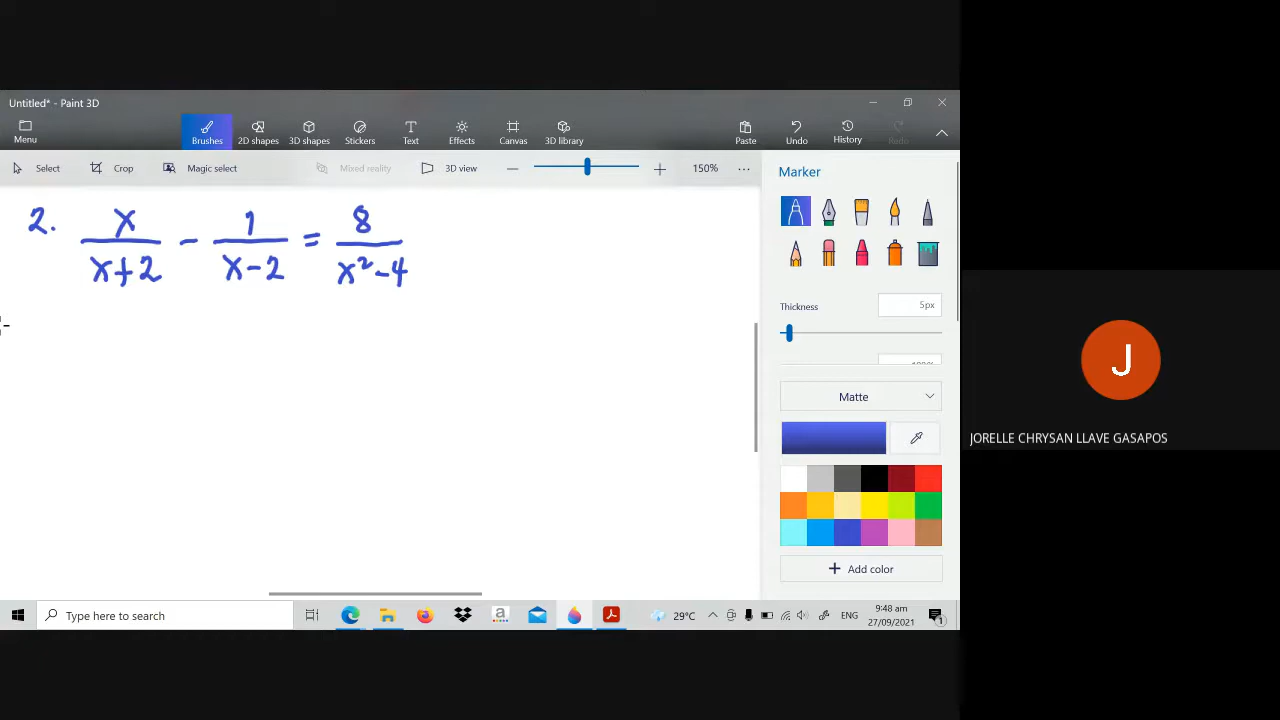 Untitled* - Paint 3D
Menu
Brushes 2D shapes 3D shapes Stickers Text Effects Canvas 3D library Paste Undo History Redo
Select Crop Magic select Mixed reality 3D view 150%
Marker
2. x/(x+2) - 1/(x-2) = 8/(x²-4)
Thickness 5px
Matte
Add color
J
JORELLE CHRYSAN LLAVE GASAPOS
Type here to search
a
29°C ENG 9:48 am
27/09/2021
1